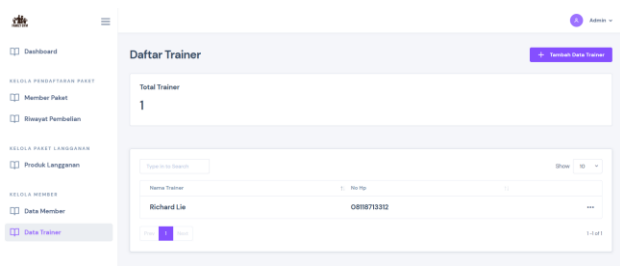 A Admin
Dashboard
KELOLA PENDAFTARAN PAKET
Member Paket
Riwayat Pembelian
KELOLA PAKET LANGGANAN
Produk Langganan
KELOLA MEMBER
Data Member
Data Trainer
Daftar Trainer
+ Tambah Data Trainer
Total Trainer
1
Type in to Search
Show 10
Nama Trainer No Hp
Richard Lie 08118713312 ...
Prev 1 Next 1-1 of 1